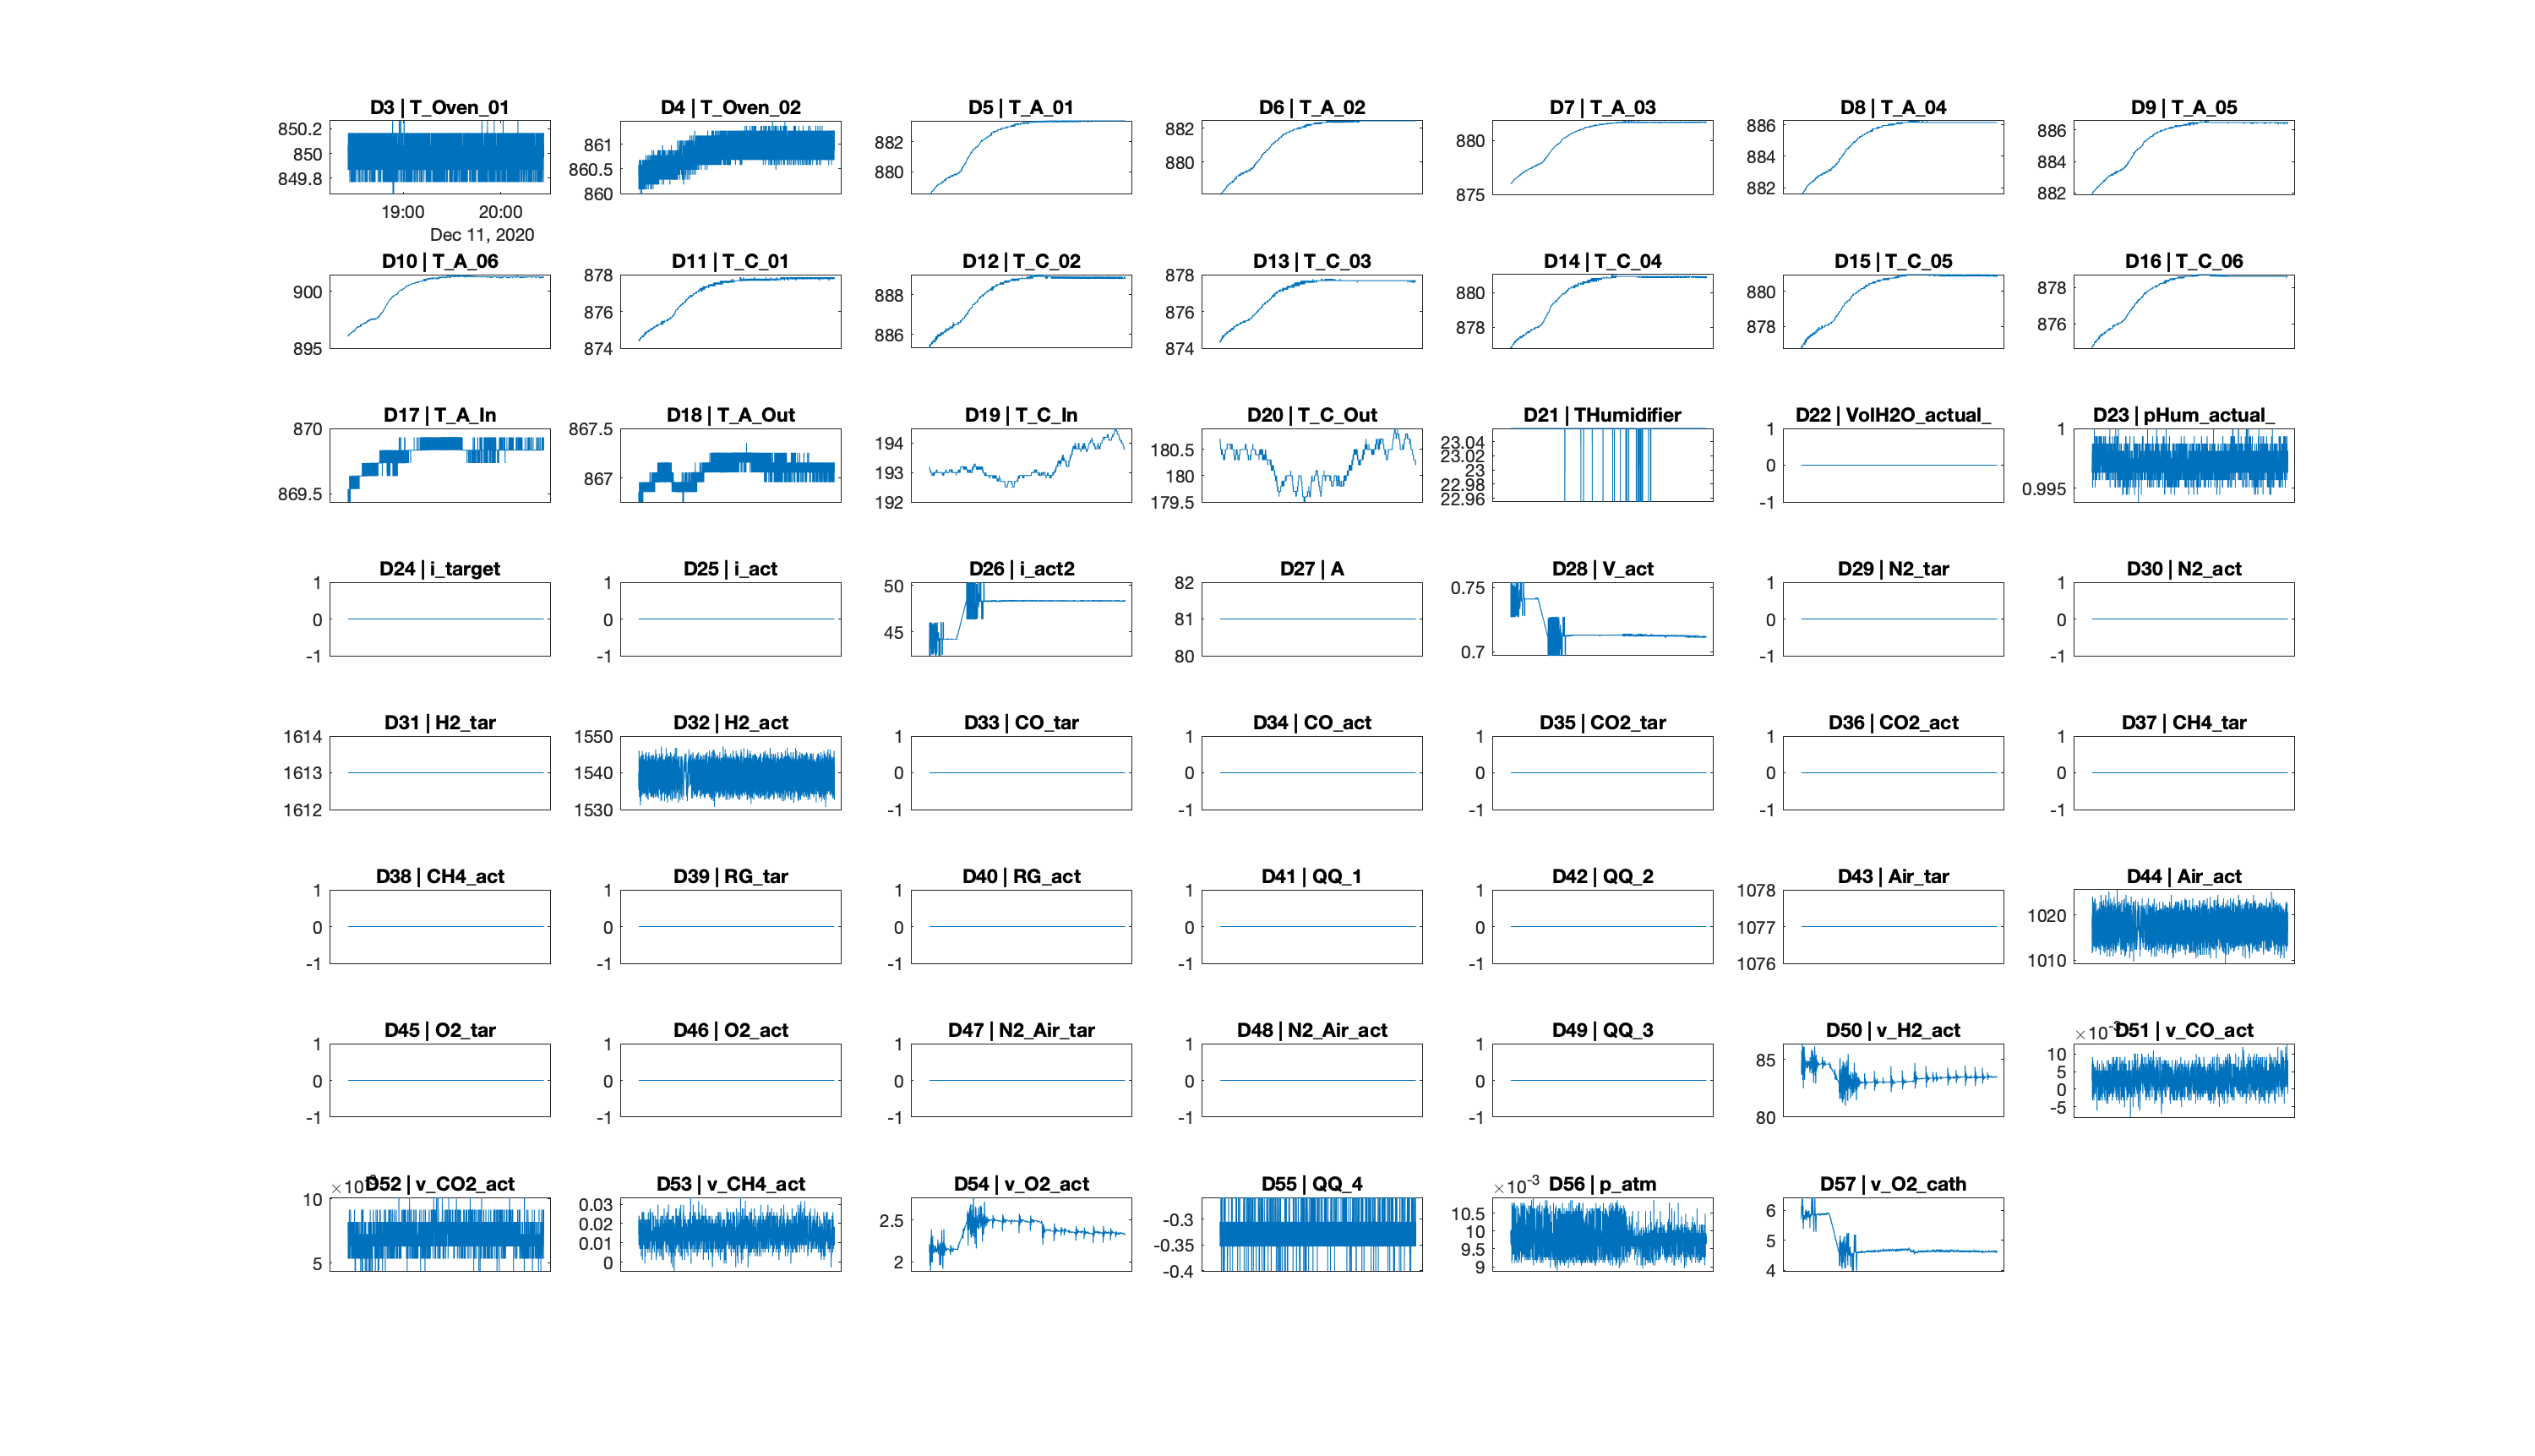 D3 | T_Oven_01
850.2
850
849.8
19:00
20:00
Dec 11, 2020
D4 | T_Oven_02
861
860.5
860
D5 | T_A_01
882
880
D6 | T_A_02
882
880
D7 | T_A_03
880
875
D8 | T_A_04
886
884
882
D9 | T_A_05
886
884
882
D10 | T_A_06
900
895
D11 | T_C_01
878
876
874
D12 | T_C_02
888
886
D13 | T_C_03
878
876
874
D14 | T_C_04
880
878
D15 | T_C_05
880
878
D16 | T_C_06
878
876
D17 | T_A_In
870
869.5
D18 | T_A_Out
867.5
867
D19 | T_C_In
194
193
192
D20 | T_C_Out
180.5
180
179.5
D21 | THumidifier
23.04
23.02
23
22.98
22.96
D22 | VolH2O_actual_
1
0
-1
D23 | pHum_actual_
1
0.995
D24 | i_target
1
0
-1
D25 | i_act
1
0
-1
D26 | i_act2
50
45
D27 | A
82
81
80
D28 | V_act
0.75
0.7
D29 | N2_tar
1
0
-1
D30 | N2_act
1
0
-1
D31 | H2_tar
1614
1613
1612
D32 | H2_act
1550
1540
1530
D33 | CO_tar
1
0
-1
D34 | CO_act
1
0
-1
D35 | CO2_tar
1
0
-1
D36 | CO2_act
1
0
-1
D37 | CH4_tar
1
0
-1
D38 | CH4_act
1
0
-1
D39 | RG_tar
1
0
-1
D40 | RG_act
1
0
-1
D41 | QQ_1
1
0
-1
D42 | QQ_2
1
0
-1
D43 | Air_tar
1078
1077
1076
D44 | Air_act
1020
1010
D45 | O2_tar
1
0
-1
D46 | O2_act
1
0
-1
D47 | N2_Air_tar
1
0
-1
D48 | N2_Air_act
1
0
-1
D49 | QQ_3
1
0
-1
D50 | v_H2_act
85
80
D51 | v_CO_act
10
5
0
-5
D52 | v_CO2_act
10
5
D53 | v_CH4_act
0.03
0.02
0.01
0
D54 | v_O2_act
2.5
2
D55 | QQ_4
-0.3
-0.35
-0.4
×10-3 D56 | p_atm
10.5
10
9.5
9
D57 | v_O2_cath
6
5
4